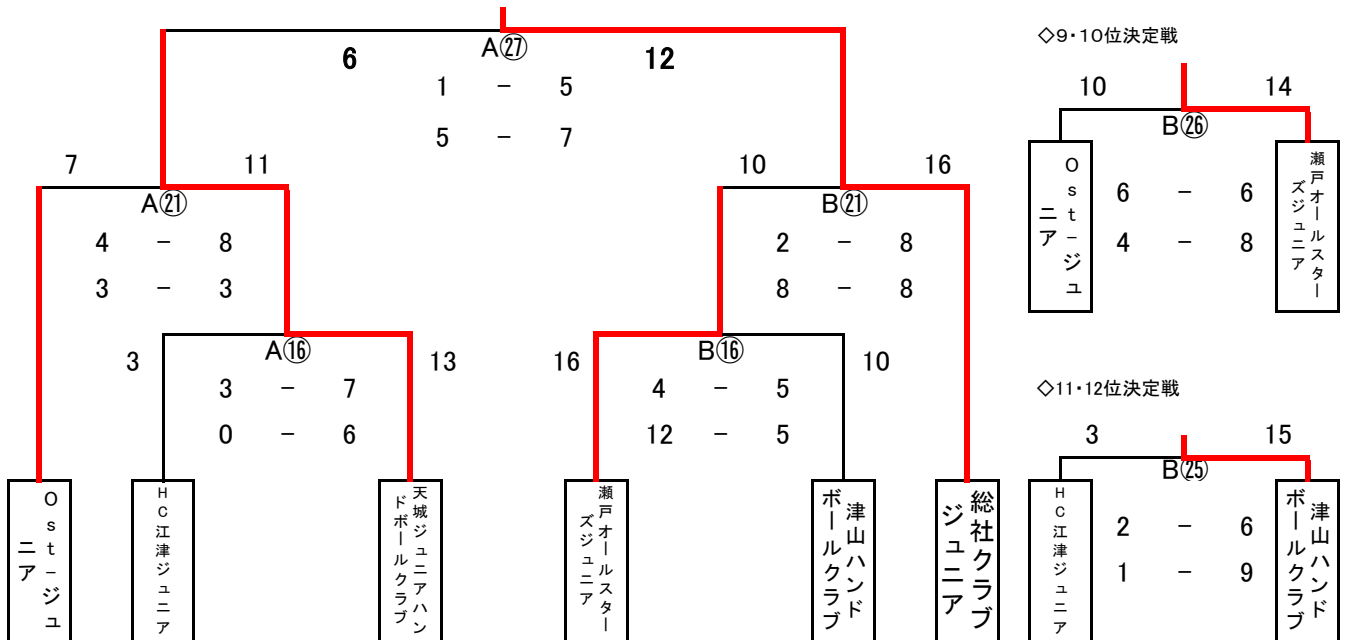 6 A㉗ 12
1 - 5
5 - 7
7 11
A㉑
4 - 8
3 - 3
10 16
B㉑
2 - 8
8 - 8
3 A⑯ 13
3 - 7
0 - 6
16 B⑯ 10
4 - 5
12 - 5
Ost-ジュ
ニア
HC江津ジュニア
天城ジュニアハン
ドボールクラブ
瀬戸オールスター
ズジュニア
津山ハンド
ボールクラブ
総社クラブ
ジュニア
◇9・10位決定戦
10 14
B㉖
6 - 6
4 - 8
Ost-ジュ
ニア
瀬戸オールスター
ズジュニア
◇11・12位決定戦
3 15
B㉕
2 - 6
1 - 9
HC江津ジュニア
津山ハンド
ボールクラブ